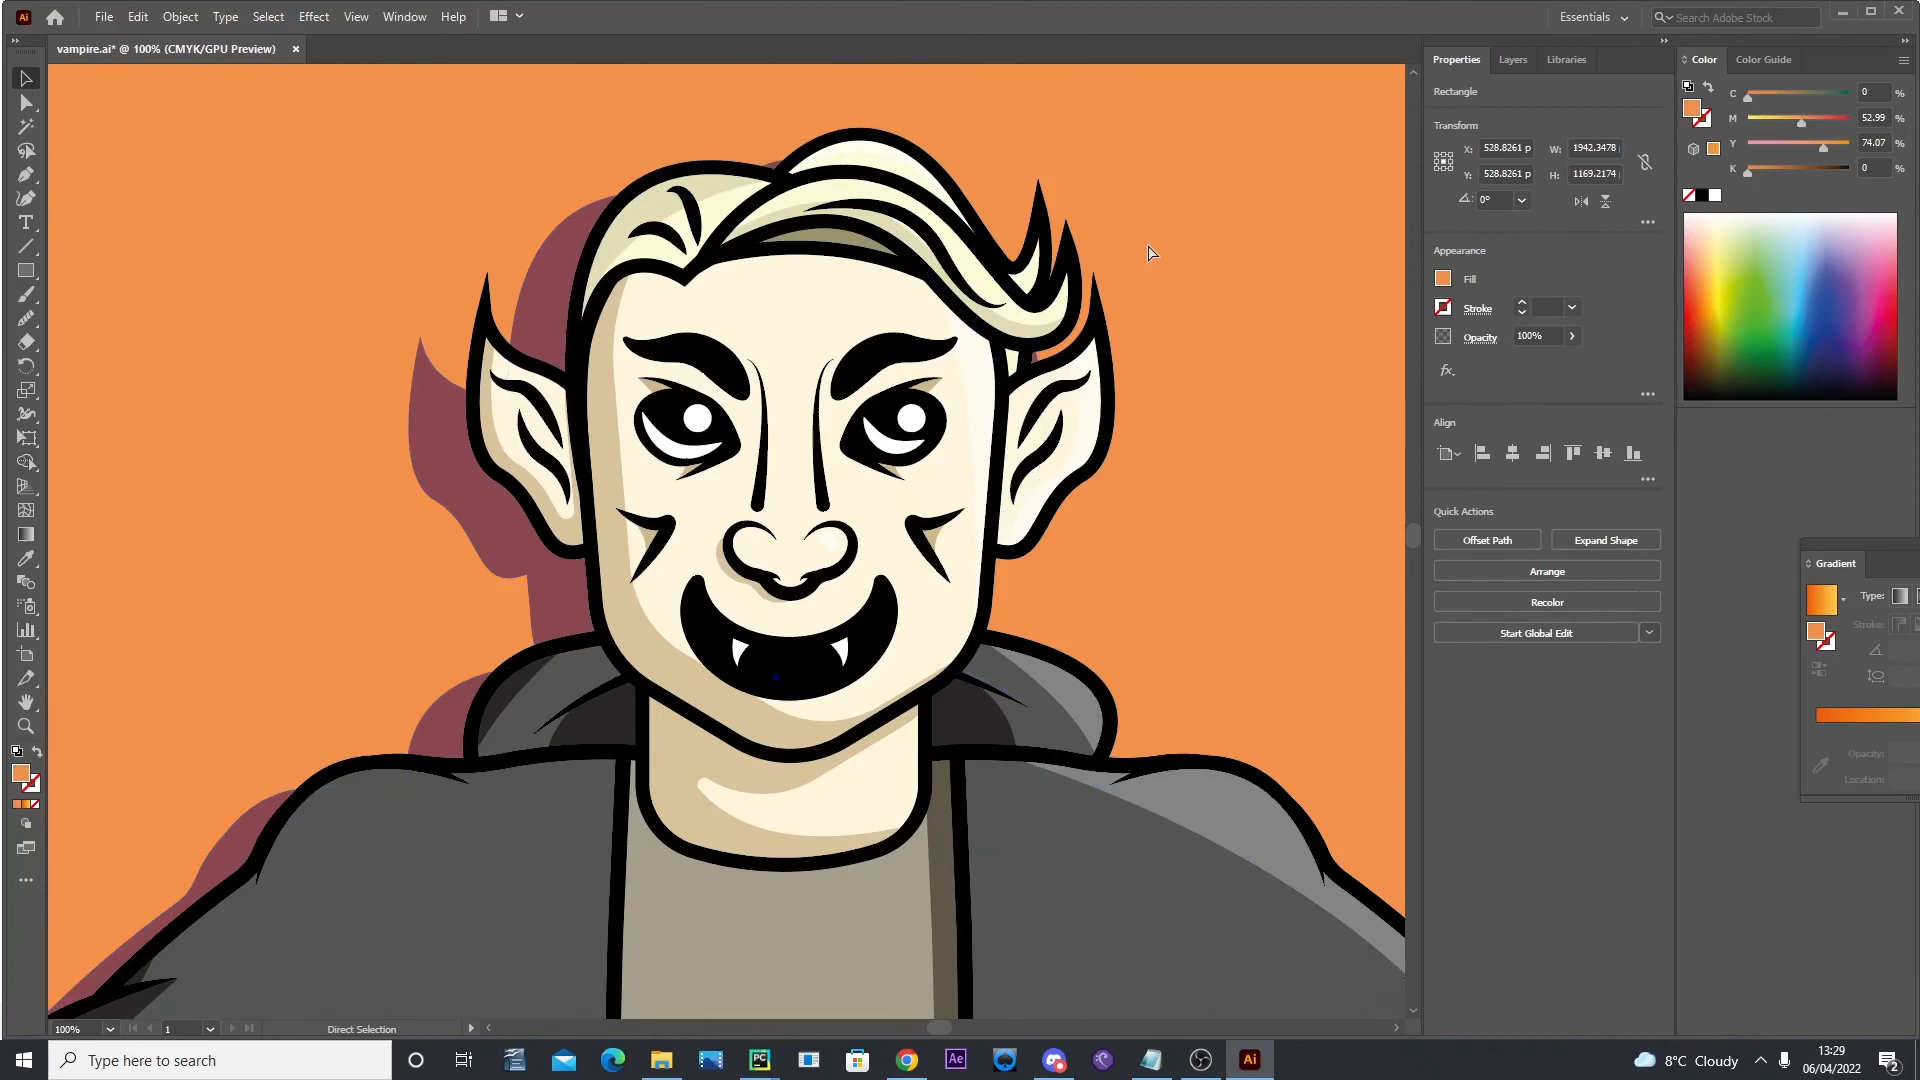 Ai File Edit Object Type Select Effect View Window Help Essentials Search Adobe Stock
vampire.ai* @ 100% (CMYK/GPU Preview)
Properties Layers Libraries
Rectangle
Transform
X: 528.8261 p W: 1942.3478
Y: 528.8261 p H: 1169.2174
0°
Appearance
Fill
Stroke
Opacity 100%
fx.
Align
Quick Actions
Offset Path Expand Shape
Arrange
Recolor
Start Global Edit
Color Color Guide
C 0 %
M 52.99 %
Y 74.07 %
K 0 %
Gradient
Type:
Stroke:
Opacity:
Location:
100% 1 Direct Selection
Type here to search
PC Ae Ai
8°C Cloudy
13:29
06/04/2022
2